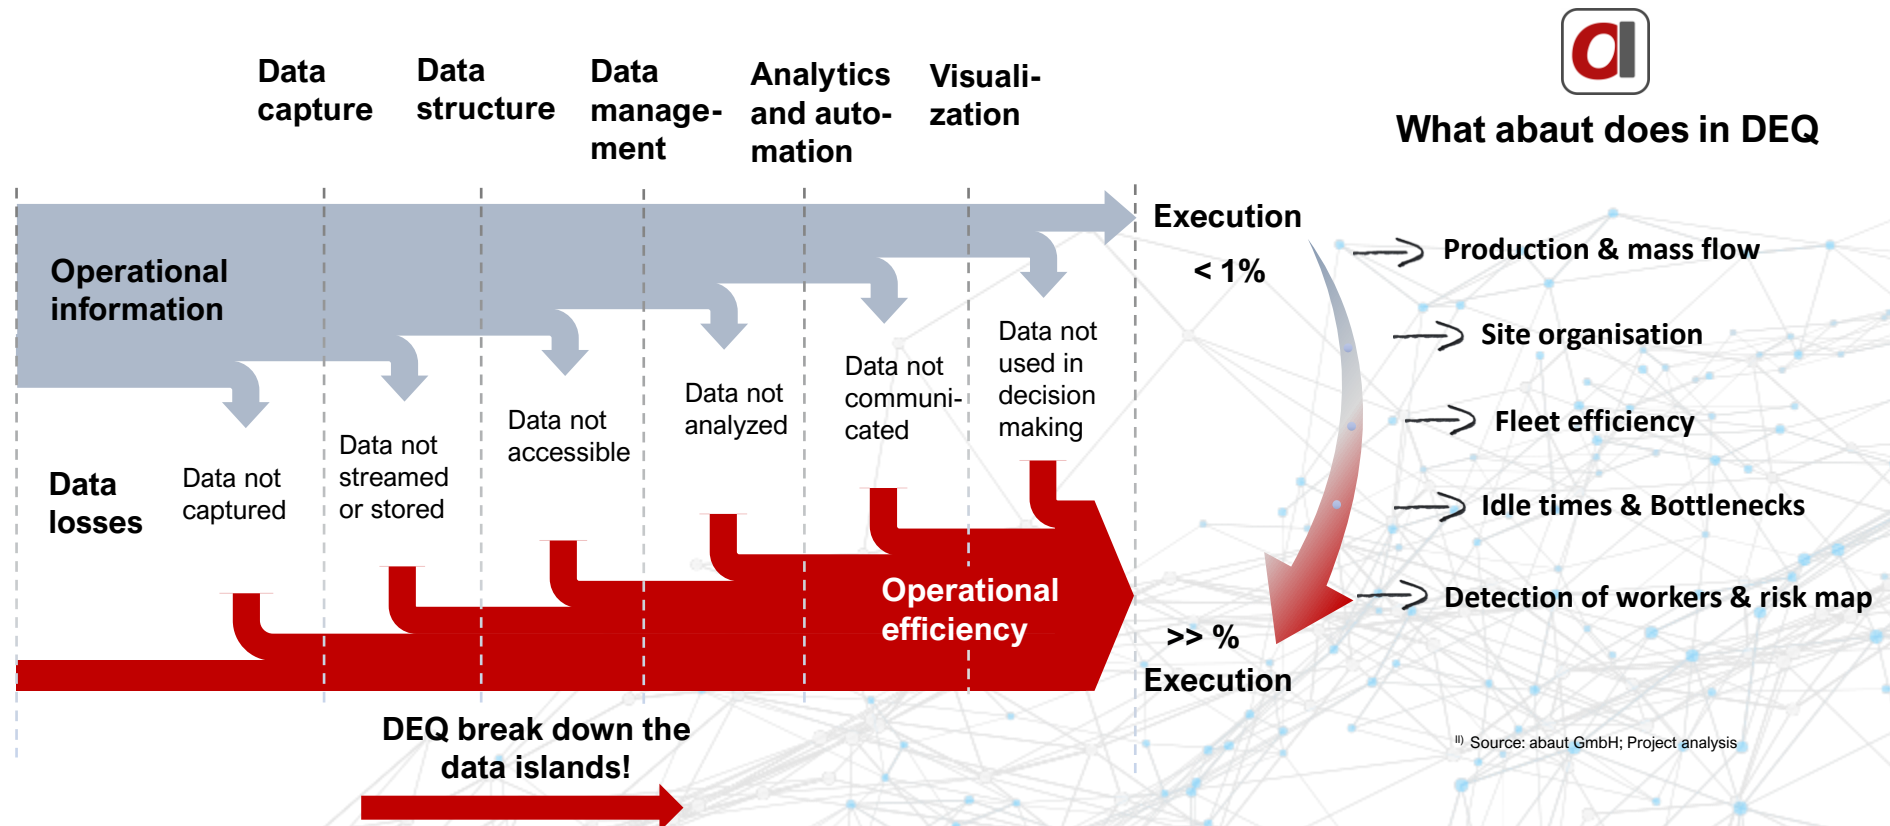 Data
capture
Data
structure
Data
manage-
ment
Analytics
and auto-
mation
Visuali-
zation
a
What abaut does in DEQ
Operational
information
Execution
< 1%
Data
losses
Data not
captured
Data not
streamed
or stored
Data not
accessible
Data not
analyzed
Data not
communi-
cated
Data not
used in
decision
making
Operational
efficiency
>> %
Execution
Production & mass flow
Site organisation
Fleet efficiency
Idle times & Bottlenecks
Detection of workers & risk map
DEQ break down the
data islands!
II) Source: abaut GmbH; Project analysis